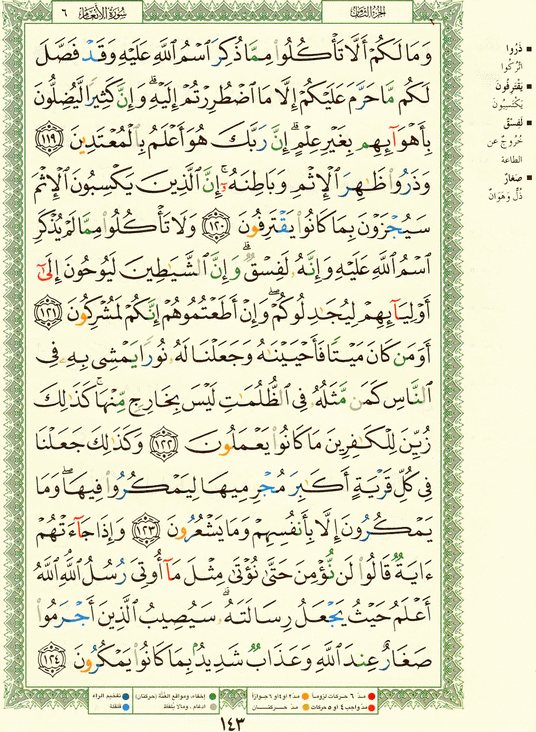 سُورَةُ الأَنعَام ٦
الجزء الثامن
وَمَا لَكُمۡ أَلَّا تَأۡكُلُواْ مِمَّا ذُكِرَ ٱسۡمُ ٱللَّهِ عَلَيۡهِ وَقَدۡ فَصَّلَ
لَكُم مَّا حَرَّمَ عَلَيۡكُمۡ إِلَّا مَا ٱضۡطُرِرۡتُمۡ إِلَيۡهِۗ وَإِنَّ كَثِيرٗا لَّيُضِلُّونَ
بِأَهۡوَآئِهِم بِغَيۡرِ عِلۡمٍۚ إِنَّ رَبَّكَ هُوَ أَعۡلَمُ بِٱلۡمُعۡتَدِينَ ١١٩
وَذَرُواْ ظَٰهِرَ ٱلۡإِثۡمِ وَبَاطِنَهُۥٓۚ إِنَّ ٱلَّذِينَ يَكۡسِبُونَ ٱلۡإِثۡمَ
سَيُجۡزَوۡنَ بِمَا كَانُواْ يَقۡتَرِفُونَ ١٢٠ وَلَا تَأۡكُلُواْ مِمَّا لَمۡ يُذۡكَرِ
ٱسۡمُ ٱللَّهِ عَلَيۡهِ وَإِنَّهُۥ لَفِسۡقٞۗ وَإِنَّ ٱلشَّيَٰطِينَ لَيُوحُونَ إِلَىٰٓ
أَوۡلِيَآئِهِمۡ لِيُجَٰدِلُوكُمۡۖ وَإِنۡ أَطَعۡتُمُوهُمۡ إِنَّكُمۡ لَمُشۡرِكُونَ ١٢١
أَوَمَن كَانَ مَيۡتٗا فَأَحۡيَيۡنَٰهُ وَجَعَلۡنَا لَهُۥ نُورٗا يَمۡشِي بِهِۦ فِي
ٱلنَّاسِ كَمَن مَّثَلُهُۥ فِي ٱلظُّلُمَٰتِ لَيۡسَ بِخَارِجٖ مِّنۡهَاۚ كَذَٰلِكَ
زُيِّنَ لِلۡكَٰفِرِينَ مَا كَانُواْ يَعۡمَلُونَ ١٢٢ وَكَذَٰلِكَ جَعَلۡنَا
فِي كُلِّ قَرۡيَةٍ أَكَٰبِرَ مُجۡرِمِيهَا لِيَمۡكُرُواْ فِيهَاۖ وَمَا
يَمۡكُرُونَ إِلَّا بِأَنفُسِهِمۡ وَمَا يَشۡعُرُونَ ١٢٣ وَإِذَا جَآءَتۡهُمۡ
ءَايَةٞ قَالُواْ لَن نُّؤۡمِنَ حَتَّىٰ نُؤۡتَىٰ مِثۡلَ مَآ أُوتِيَ رُسُلُ ٱللَّهِۘ ٱللَّهُ
أَعۡلَمُ حَيۡثُ يَجۡعَلُ رِسَالَتَهُۥۗ سَيُصِيبُ ٱلَّذِينَ أَجۡرَمُواْ
صَغَارٌ عِندَ ٱللَّهِ وَعَذَابٞ شَدِيدُۢ بِمَا كَانُواْ يَمۡكُرُونَ ١٢٤
ذَرُوا
اتْرُكُوا
يَقْتَرِفُونَ
يَكْتَسِبُونَ
لَفِسْقٌ
خُرُوجٌ عن
الطاعة
صَغَارٌ
ذُلٌّ وَهَوَانٌ
مدّ ٦ حركات لزوماً مدّ ٢ أو ٤ أو ٦ جوازاً
مدّ واجب ٤ أو ٥ حركات مدّ حركتان
إخفاء، ومواقع الغُنَّة (حركتان)
ادغام، وما لا يُلفَظ
تفخيم الراء
قلقلة
١٤٣